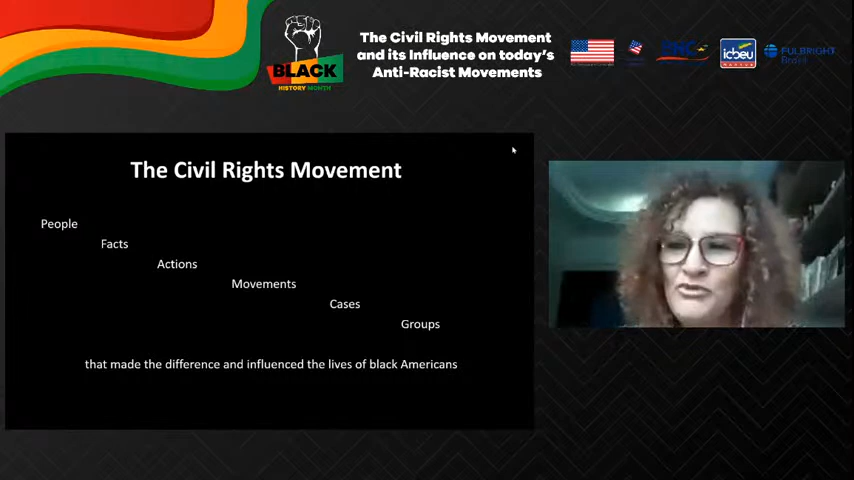 The Civil Rights Movement
and its Influence on today's
Anti-Racist Movements
BLACK
HISTORY MONTH
icbeu
FULBRIGHT
Brasil
The Civil Rights Movement
People
Facts
Actions
Movements
Cases
Groups
that made the difference and influenced the lives of black Americans